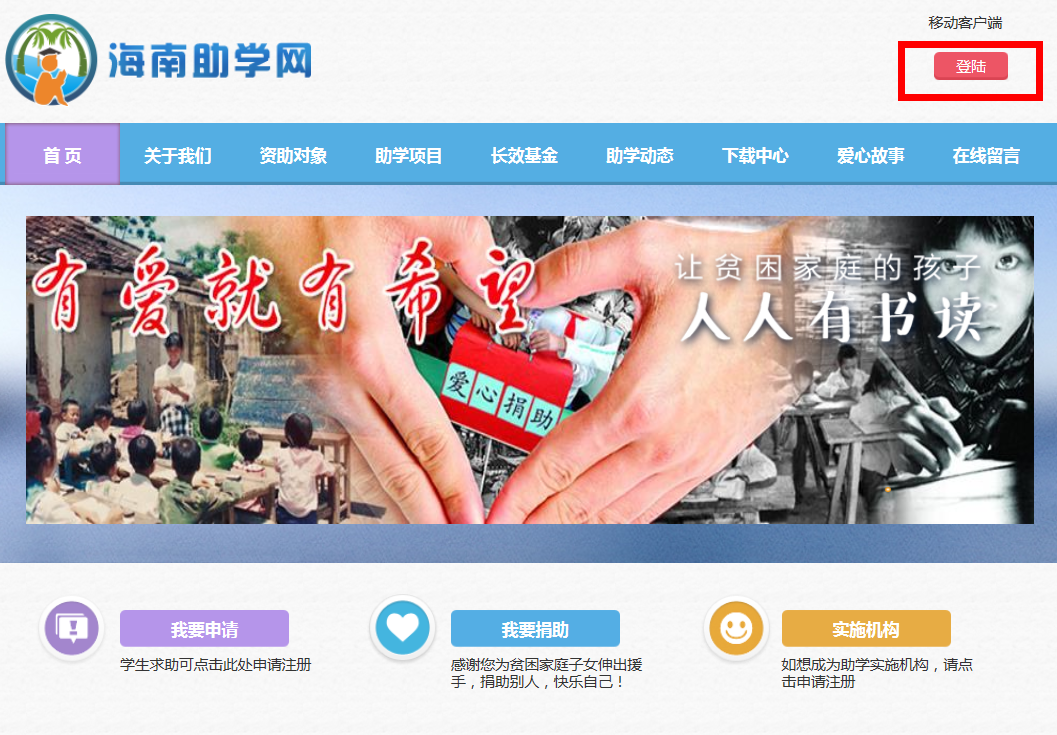 海南助学网
移动客户端
登陆
首 页 关于我们 资助对象 助学项目 长效基金 助学动态 下载中心 爱心故事 在线留言
有爱就有希望
让贫困家庭的孩子
人人有书读
爱心捐助
我要申请
学生求助可点击此处申请注册
我要捐助
感谢您为贫困家庭子女伸出援
手，捐助别人，快乐自己！
实施机构
如想成为助学实施机构，请点
击申请注册